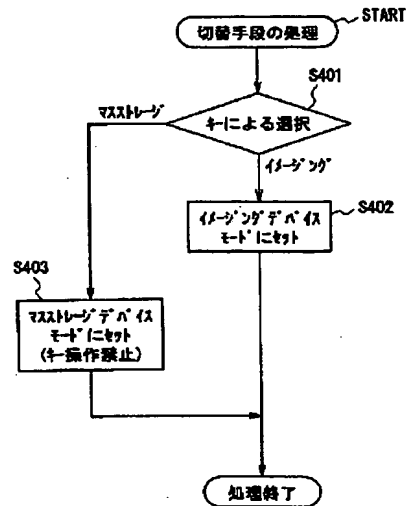 切替手段の処理
START
S401
キーによる選択
マスストレージ
イメージング
イメージングデバイス
モードにセット
S402
S403
マスストレージデバイス
モードにセット
(キー操作禁止)
処理終了